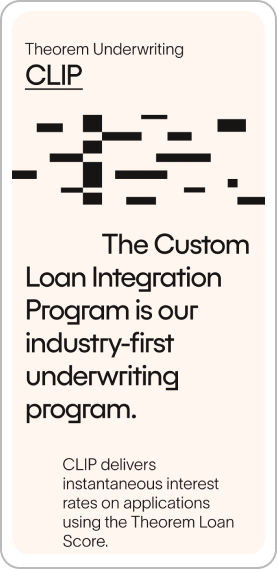 Theorem Underwriting
CLIP
The Custom
Loan Integration
Program is our
industry-first
underwriting
program.
CLIP delivers
instantaneous interest
rates on applications
using the Theorem Loan
Score.